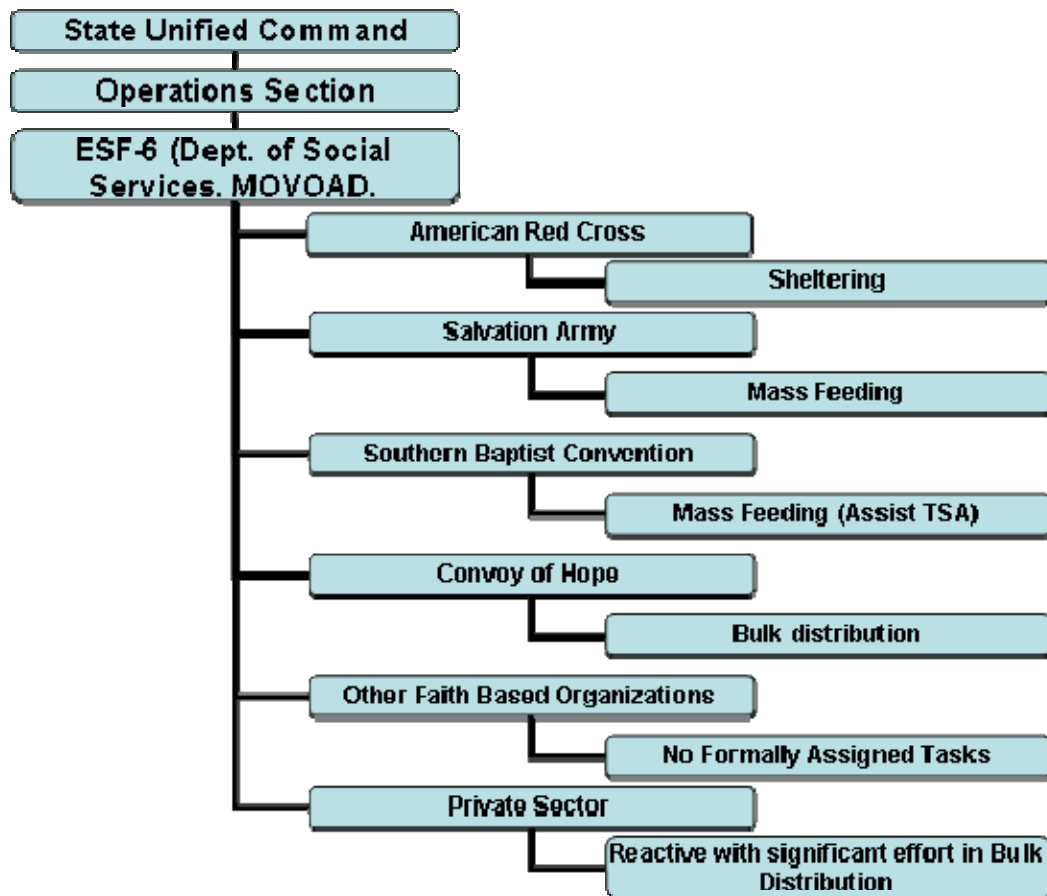 State Unified Command
Operations Section
ESF-6 (Dept. of Social
Services. MOVOAD.
American Red Cross
Sheltering
Salvation Army
Mass Feeding
Southern Baptist Convention
Mass Feeding (Assist TSA)
Convoy of Hope
Bulk distribution
Other Faith Based Organizations
No Formally Assigned Tasks
Private Sector
Reactive with significant effort in Bulk
Distribution